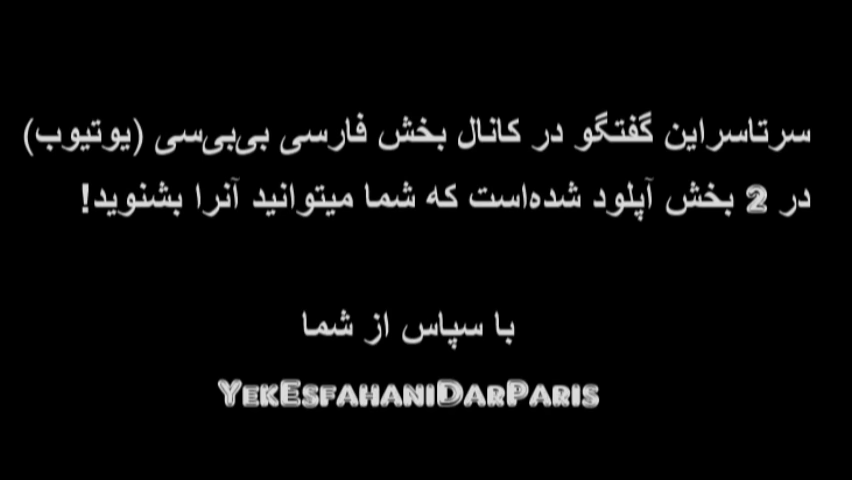 سرتاسراین گفتگو در کانال بخش فارسی بی‌بی‌سی (یوتیوب)
در 2 بخش آپلود شده‌است که شما میتوانید آنرا بشنوید!
با سپاس از شما
YekEsfahaniDarParis